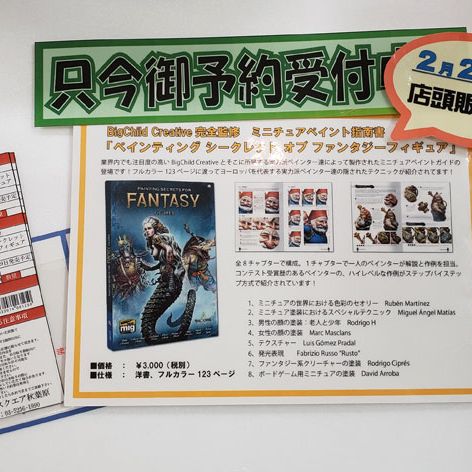 只今御予約受付中
2月2
店頭販
BigChild Creative 完全監修 ミニチュアペイント指南書
『ペインティング シークレット オブ ファンタジーフィギュア』
業界内でも注目度の高い BigChild Creative とそこに所属する実力派ペインター達によって製作されたミニチュアペイントガイドの
登場です！フルカラー 123 ページに渡ってヨーロッパを代表する実力派ペインター達の隠されたテクニックが紹介されてます！
PAINTING SECRETS FOR
FANTASY
FIGURES
mig
全 8 チャプターで構成。1 チャプターで一人のペインターが解説と作例を担当。
コンテスト受賞歴のあるペインターの、ハイレベルな作例がステップバイステッ
プ方式で紹介されています！
1、 ミニチュアの世界における色彩のセオリー Rubén Martínez
2、 ミニチュア塗装におけるスペシャルテクニック Miguel Ángel Matías
3、 男性の顔の塗装：老人と少年 Rodrigo H
4、 女性の顔の塗装 Marc Masclans
5、 テクスチャー Luis Gómez Pradal
6、 発光表現 Fabrizio Russo "Rusto"
7、 ファンタジー系クリーチャーの塗装 Rodrigo Ciprés
8、 ボードゲーム用ミニチュアの塗装 David Arroba
■価格 ： ￥3,000（税別）
■仕様 ： 洋書、フルカラー 123 ページ
スクエア秋葉原